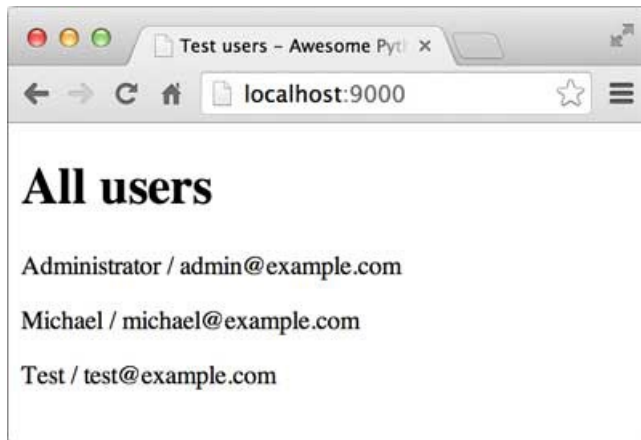 Test users - Awesome Pyt
localhost:9000
All users
Administrator / admin@example.com
Michael / michael@example.com
Test / test@example.com